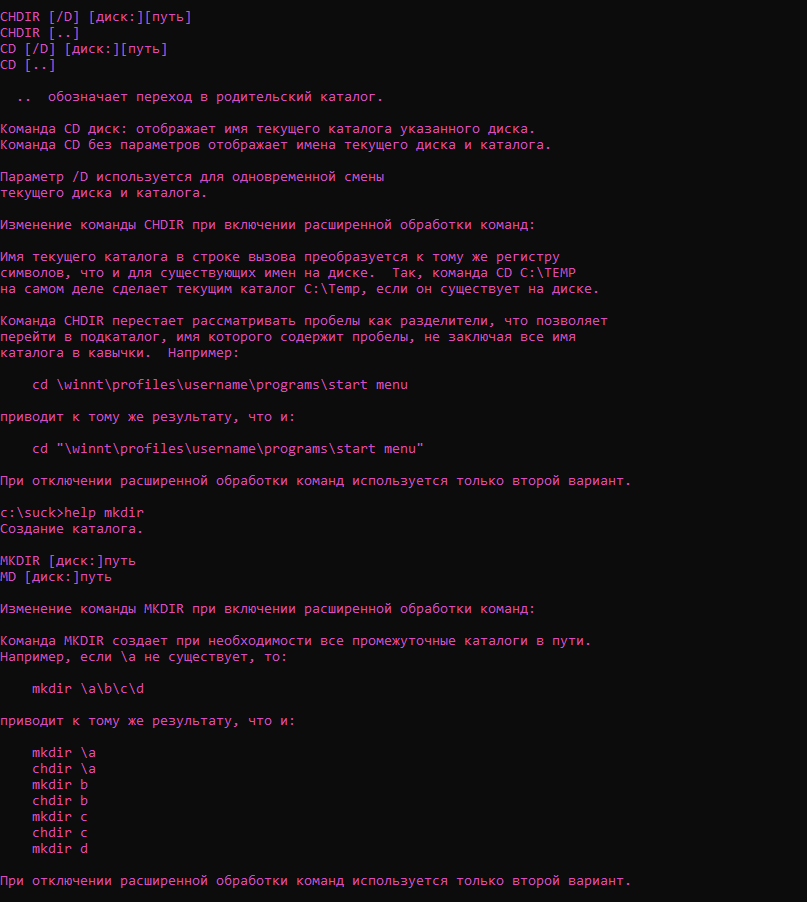 CHDIR [/D] [диск:][путь]
CHDIR [..]
CD [/D] [диск:][путь]
CD [..]
.. обозначает переход в родительский каталог.
Команда CD диск: отображает имя текущего каталога указанного диска.
Команда CD без параметров отображает имена текущего диска и каталога.
Параметр /D используется для одновременной смены
текущего диска и каталога.
Изменение команды CHDIR при включении расширенной обработки команд:
Имя текущего каталога в строке вызова преобразуется к тому же регистру
символов, что и для существующих имен на диске.  Так, команда CD C:\TEMP
на самом деле сделает текущим каталог C:\Temp, если он существует на диске.
Команда CHDIR перестает рассматривать пробелы как разделители, что позволяет
перейти в подкаталог, имя которого содержит пробелы, не заключая все имя
каталога в кавычки.  Например:
cd \winnt\profiles\username\programs\start menu
приводит к тому же результату, что и:
cd "\winnt\profiles\username\programs\start menu"
При отключении расширенной обработки команд используется только второй вариант.
c:\suck>help mkdir
Создание каталога.
MKDIR [диск:]путь
MD [диск:]путь
Изменение команды MKDIR при включении расширенной обработки команд:
Команда MKDIR создает при необходимости все промежуточные каталоги в пути.
Например, если \a не существует, то:
mkdir \a\b\c\d
приводит к тому же результату, что и:
mkdir \a
chdir \a
mkdir b
chdir b
mkdir c
chdir c
mkdir d
При отключении расширенной обработки команд используется только второй вариант.